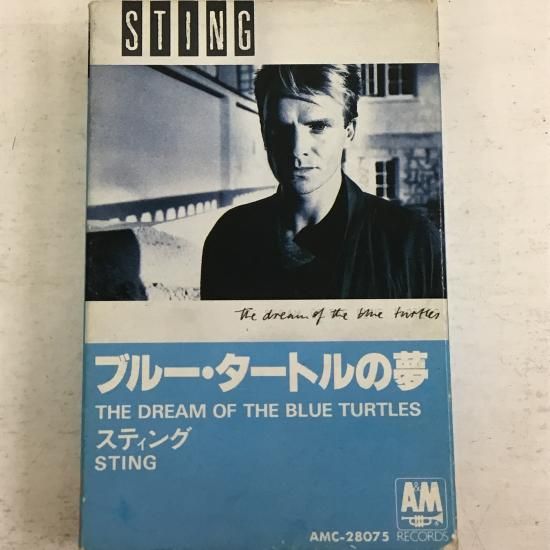 STING
the dream of the blue turtles
ブルー・タートルの夢
THE DREAM OF THE BLUE TURTLES
スティング
STING
A&M
AMC-28075 RECORDS